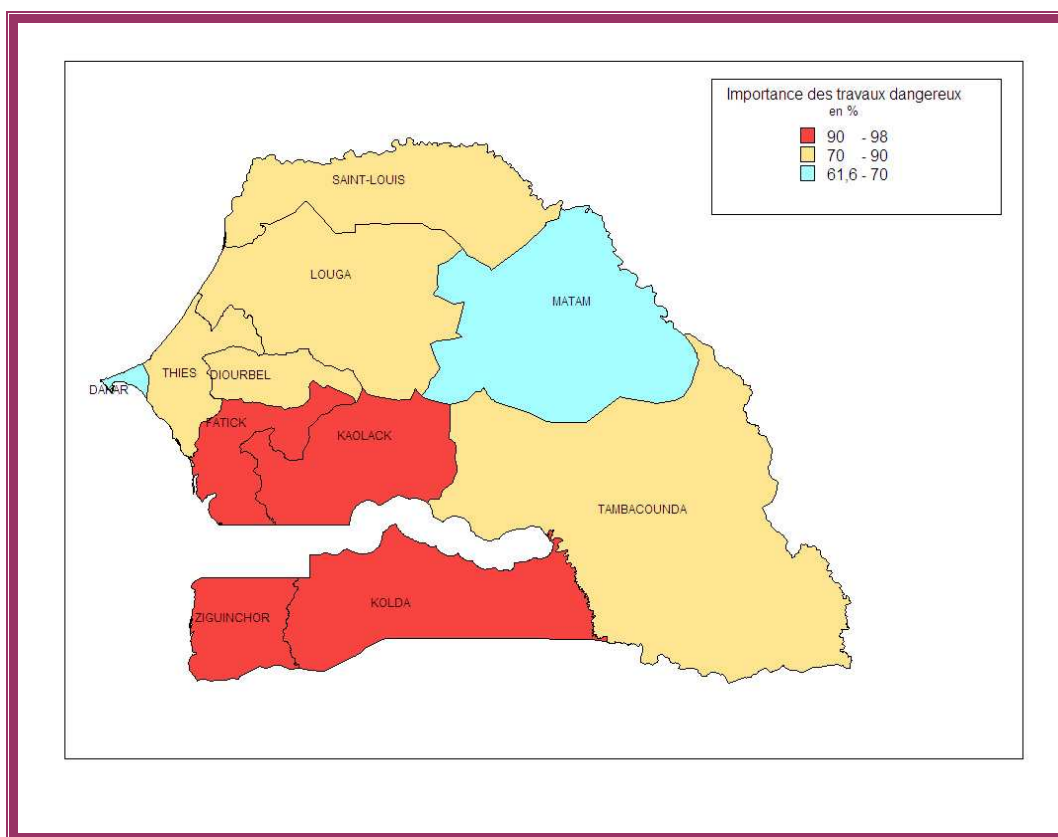 Importance des travaux dangereux
en %
90 - 98
70 - 90
61,6 - 70
SAINT-LOUIS
LOUGA
MATAM
THIES
DIOURBEL
DAKAR
FATICK
KAOLACK
TAMBACOUNDA
KOLDA
ZIGUINCHOR